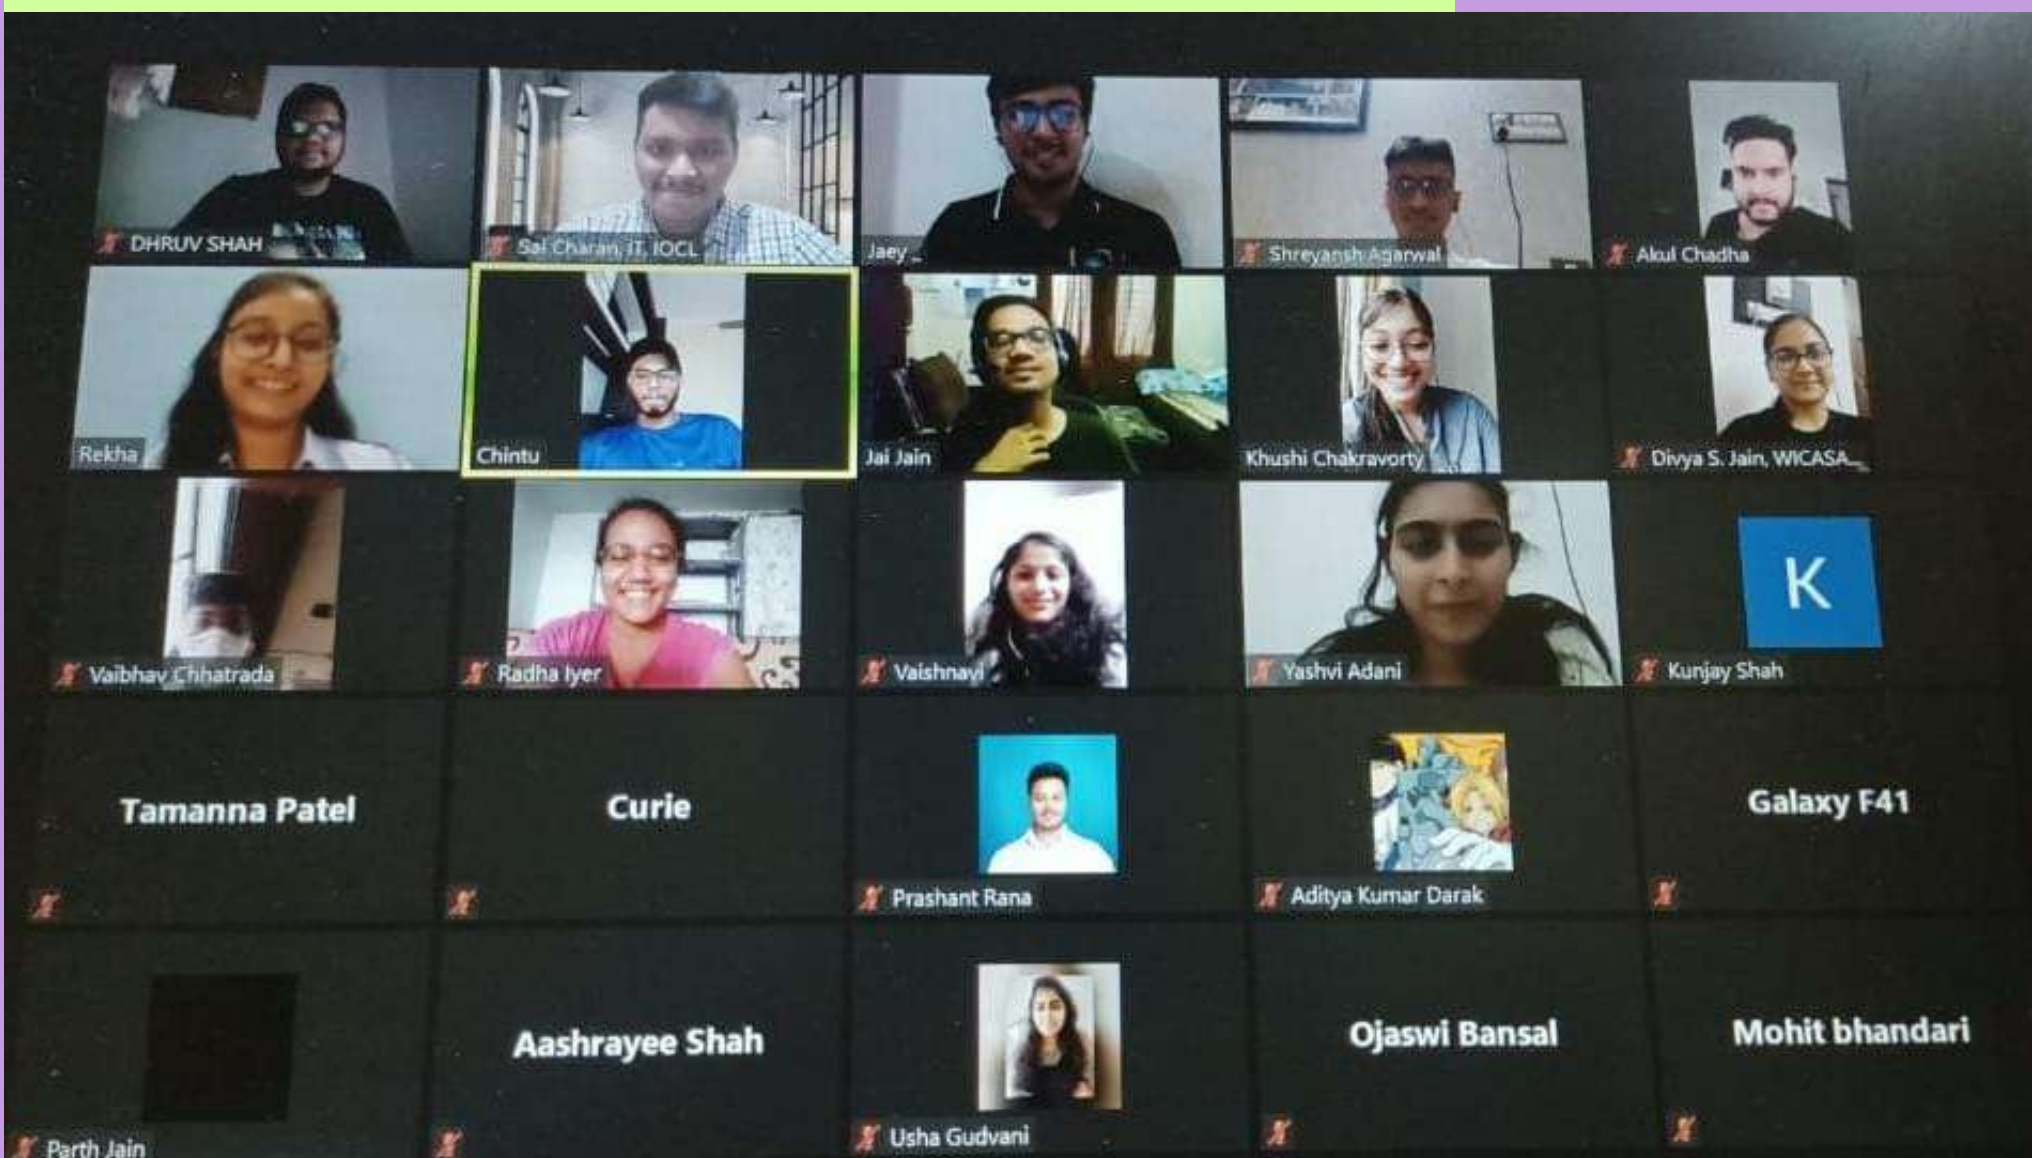 DHRUV SHAH
Sai Charan, IT, IOCL
Jaey _
Shreyansh Agarwal
Akul Chadha
Rekha
Chintu
Jai Jain
Khushi Chakravorty
Divya S. Jain, WICASA...
Vaibhav Chhatrada
Radha Iyer
Vaishnavi
Yashvi Adani
K
Kunjay Shah
Tamanna Patel
Curie
Prashant Rana
Aditya Kumar Darak
Galaxy F41
Parth Jain
Aashrayee Shah
Usha Gudvani
Ojaswi Bansal
Mohit bhandari